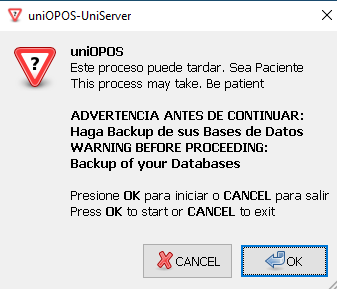 uniOPOS-UniServer
uniOPOS
Este proceso puede tardar. Sea Paciente
This process may take. Be patient
ADVERTENCIA ANTES DE CONTINUAR:
Haga Backup de sus Bases de Datos
WARNING BEFORE PROCEEDING:
Backup of your Databases
Presione OK para iniciar o CANCEL para salir
Press OK to start or CANCEL to exit
CANCEL
OK